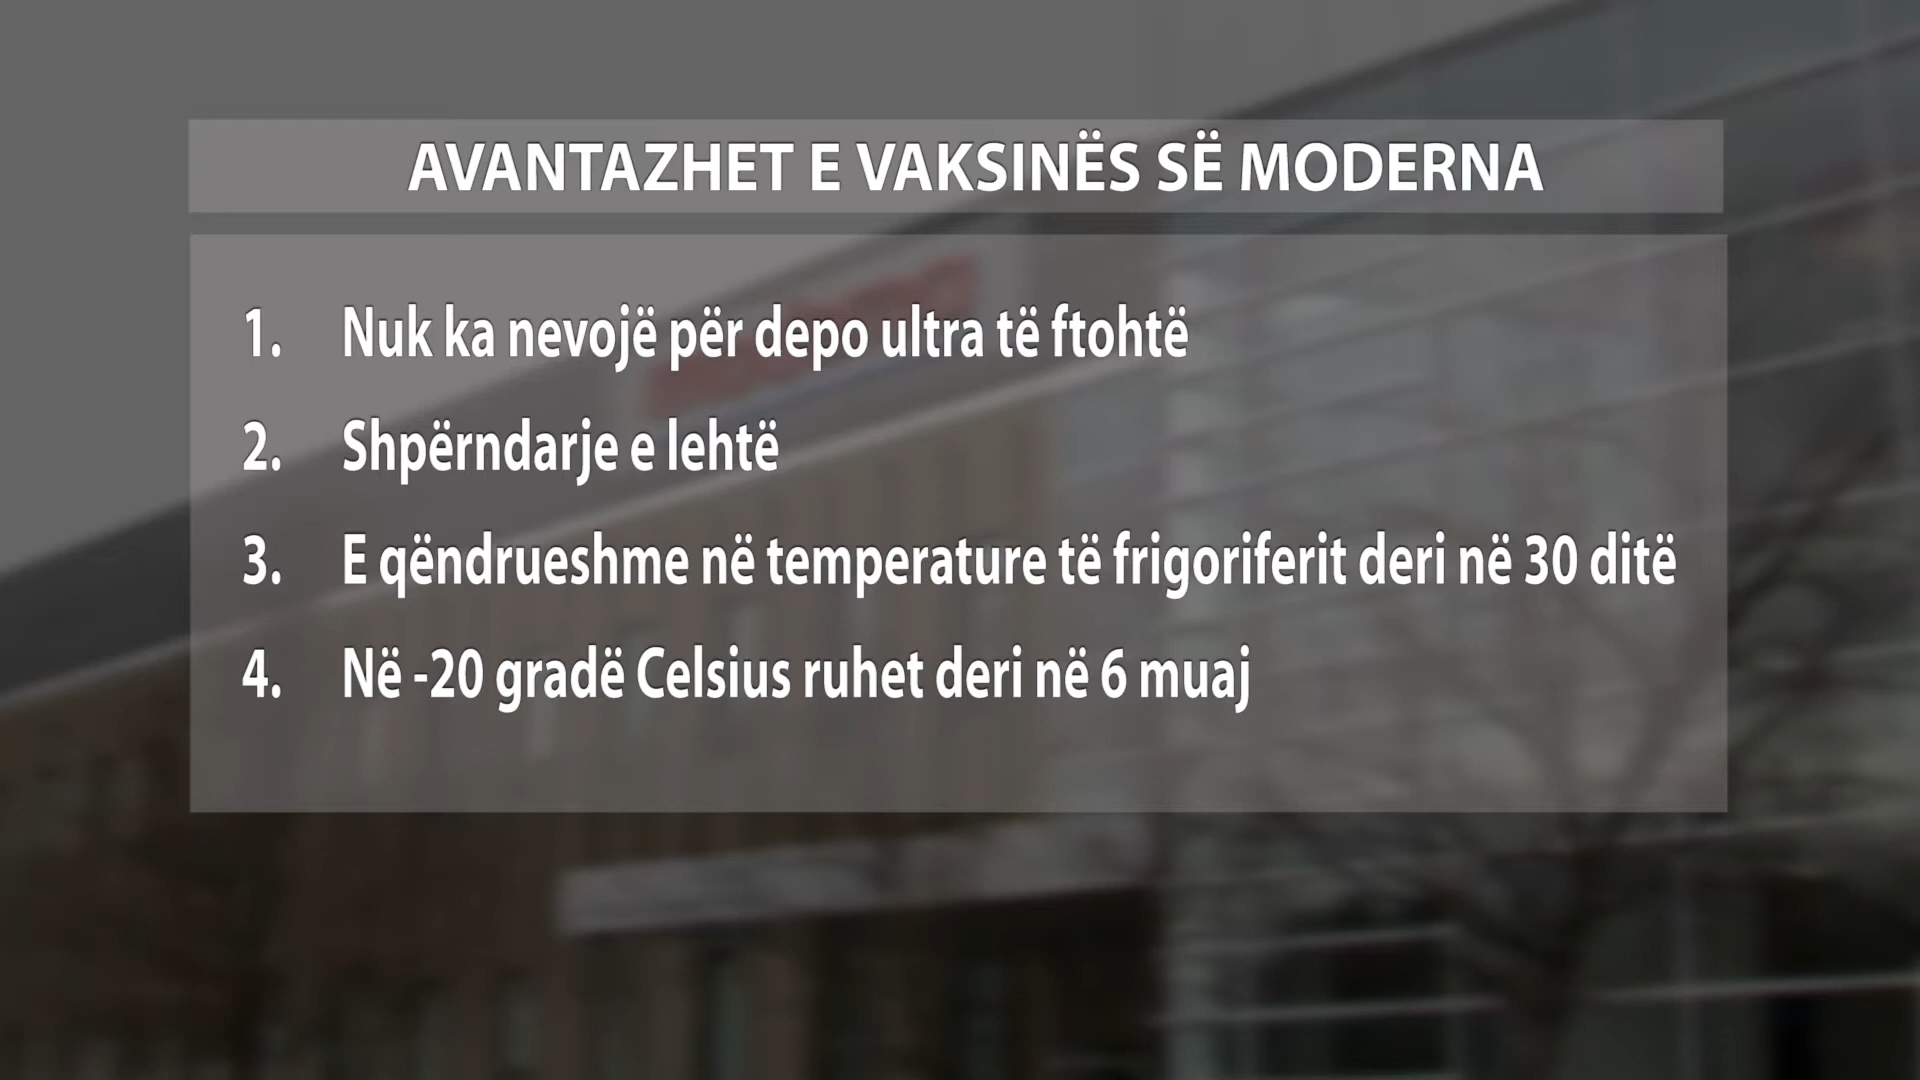 AVANTAZHET E VAKSINËS SË MODERNA
1. Nuk ka nevojë për depo ultra të ftohtë
2. Shpërndarje e lehtë
3. E qëndrueshme në temperature të frigoriferit deri në 30 ditë
4. Në -20 gradë Celsius ruhet deri në 6 muaj